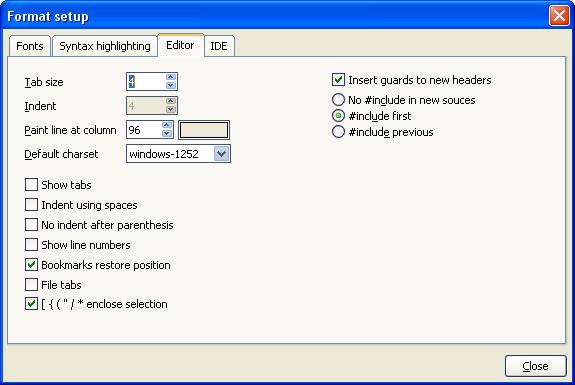 Format setup
Fonts Syntax highlighting Editor IDE
Tab size 4
Indent 4
Paint line at column 96
Default charset windows-1252
Show tabs
Indent using spaces
No indent after parenthesis
Show line numbers
Bookmarks restore position
File tabs
[ { ( " / * enclose selection
Insert guards to new headers
No #include in new souces
#include first
#include previous
Close